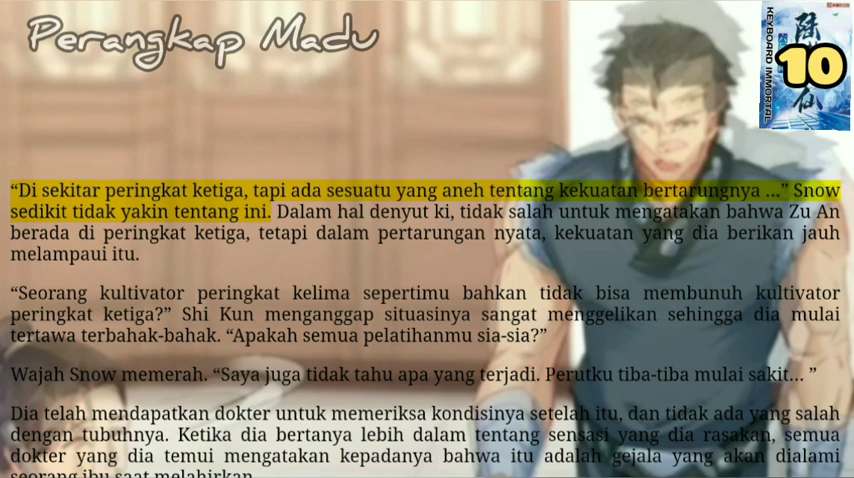 Perangkap Madu
KEYBOARD IMMORTAL
10
“Di sekitar peringkat ketiga, tapi ada sesuatu yang aneh tentang kekuatan bertarungnya ...” Snow
sedikit tidak yakin tentang ini. Dalam hal denyut ki, tidak salah untuk mengatakan bahwa Zu An
berada di peringkat ketiga, tetapi dalam pertarungan nyata, kekuatan yang dia berikan jauh
melampaui itu.
“Seorang kultivator peringkat kelima sepertimu bahkan tidak bisa membunuh kultivator
peringkat ketiga?” Shi Kun menganggap situasinya sangat menggelikan sehingga dia mulai
tertawa terbahak-bahak. “Apakah semua pelatihanmu sia-sia?”
Wajah Snow memerah. “Saya juga tidak tahu apa yang terjadi. Perutku tiba-tiba mulai sakit... ”
Dia telah mendapatkan dokter untuk memeriksa kondisinya setelah itu, dan tidak ada yang salah
dengan tubuhnya. Ketika dia bertanya lebih dalam tentang sensasi yang dia rasakan, semua
dokter yang dia temui mengatakan kepadanya bahwa itu adalah gejala yang akan dialami
seorang ibu saat melahirkan.